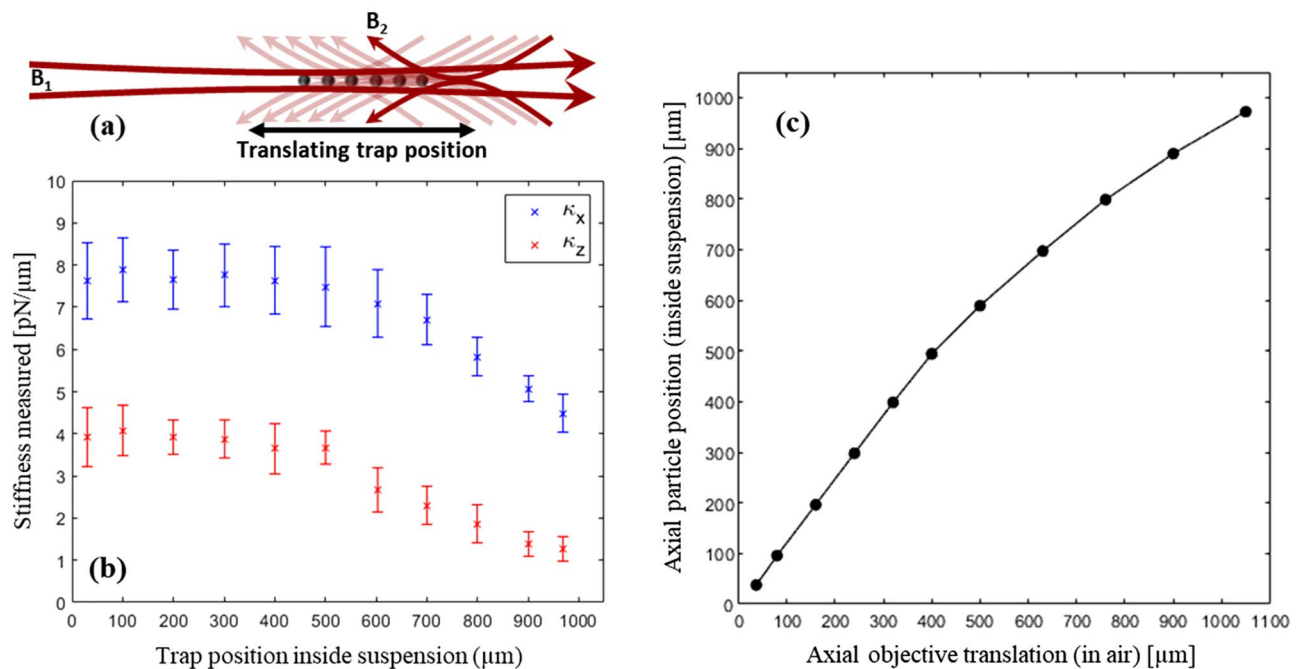 B1
B2
(a)
Translating trap position
Stiffness measured [pN/μm]
10
9
8
7
6
5
4
3
2
1
0
κx
κz
(b)
0 100 200 300 400 500 600 700 800 900 1000
Trap position inside suspension (μm)
Axial particle position (inside suspension) [μm]
1000
900
800
700
600
500
400
300
200
100
0
(c)
0 100 200 300 400 500 600 700 800 900 1000 1100
Axial objective translation (in air) [μm]